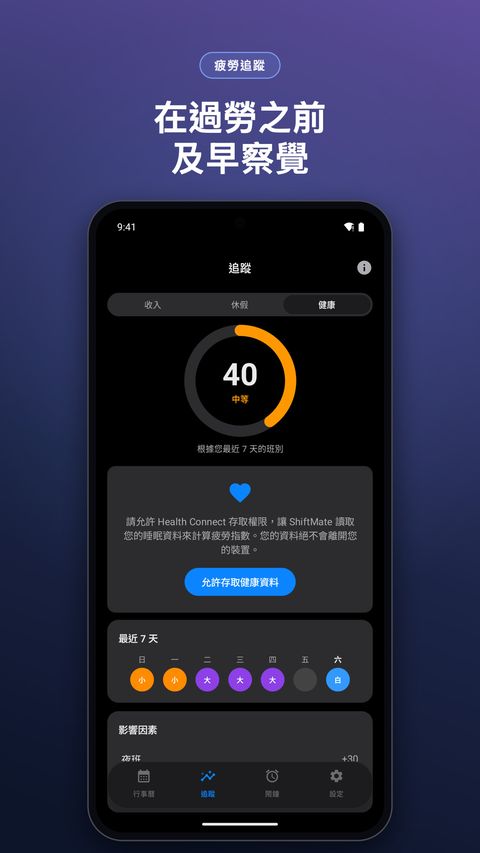 疲勞追蹤
在過勞之前
及早察覺
9:41
追蹤
收入 休假 健康
40
中等
根據您最近 7 天的班別
請允許 Health Connect 存取權限，讓 ShiftMate 讀取
您的睡眠資料來計算疲勞指數。您的資料絕不會離開您
的裝置。
允許存取健康資料
最近 7 天
日 一 二 三 四 五 六
小 小 大 大 大 白
影響因素
夜班 +30
行事曆 追蹤 鬧鐘 設定